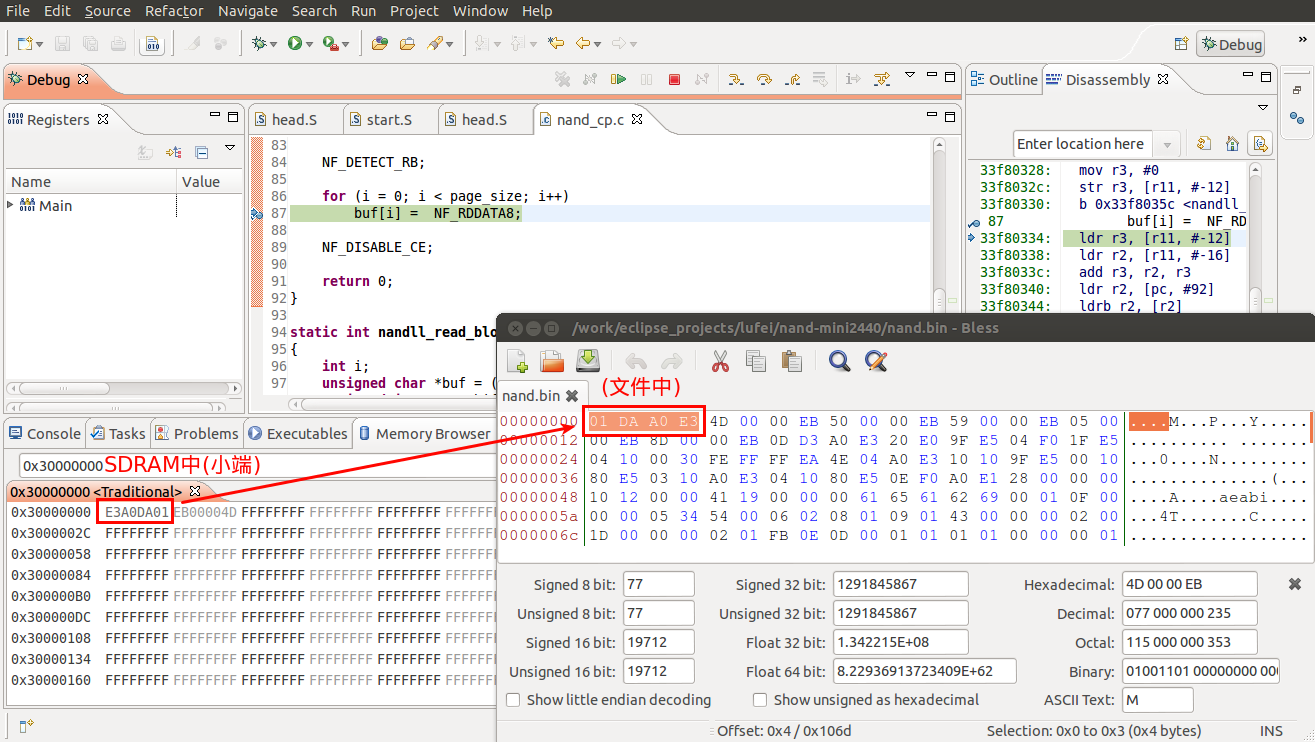 File Edit Source Refactor Navigate Search Run Project Window Help
Debug
Debug
Outline Disassembly
Registers
head.S start.S head.S nand_cp.c
Enter location here
Name Value
Main
83
84 NF_DETECT_RB;
85
86 for (i = 0; i < page_size; i++)
87 buf[i] = NF_RDDATA8;
88
89 NF_DISABLE_CE;
90
91 return 0;
92 }
93
94 static int nandll_read_blo
95 {
96 int i;
97
33f80328: mov r3, #0
33f8032c: str r3, [r11, #-12]
33f80330: b 0x33f8035c <nandll_
87 buf[i] = NF_RD
33f80334: ldr r3, [r11, #-12]
33f80338: ldr r2, [r11, #-16]
33f8033c: add r3, r2, r3
33f80340: ldr r2, [pc, #92]
33f80344: ldrb r2, [r2]
Console Tasks Problems Executables Memory Browser
0x30000000 SDRAM中(小端)
0x30000000 <Traditional>
0x30000000 E3A0DA01 EB00004D FFFFFFFF FFFFFFFF FFFFFFFF
0x3000002C FFFFFFFF FFFFFFFF FFFFFFFF FFFFFFFF FFFFFFFF
0x30000058 FFFFFFFF FFFFFFFF FFFFFFFF FFFFFFFF FFFFFFFF
0x30000084 FFFFFFFF FFFFFFFF FFFFFFFF FFFFFFFF FFFFFFFF
0x300000B0 FFFFFFFF FFFFFFFF FFFFFFFF FFFFFFFF FFFFFFFF
0x300000DC FFFFFFFF FFFFFFFF FFFFFFFF FFFFFFFF FFFFFFFF
0x30000108 FFFFFFFF FFFFFFFF FFFFFFFF FFFFFFFF FFFFFFFF
0x30000134 FFFFFFFF FFFFFFFF FFFFFFFF FFFFFFFF FFFFFFFF
0x30000160 FFFFFFFF FFFFFFFF FFFFFFFF FFFFFFFF FFFFFFFF
/work/eclipse_projects/lufei/nand-mini2440/nand.bin - Bless
nand.bin (文件中)
00000000 01 DA A0 E3 4D 00 00 EB 50 00 00 EB 59 00 00 EB 05 00 ....M...P...Y.....
00000012 00 EB 8D 00 00 EB 0D D3 A0 E3 20 E0 9F E5 04 F0 1F E5
00000024 04 10 00 30 FE FF FF EA 4E 04 A0 E3 10 10 9F E5 00 10 ...0....N.........
00000036 80 E5 03 10 A0 E3 04 10 80 E5 0E F0 A0 E1 28 00 00 00 ..............(...
00000048 10 12 00 00 41 19 00 00 00 61 65 61 62 69 00 01 0F 00 ....A....aeabi....
0000005a 00 00 05 34 54 00 06 02 08 01 09 01 43 00 00 00 02 00 ...4T.......C.....
0000006c 1D 00 00 00 02 01 FB 0E 0D 00 01 01 01 01 00 00 00 01 ..................
Signed 8 bit: 77 Signed 32 bit: 1291845867 Hexadecimal: 4D 00 00 EB
Unsigned 8 bit: 77 Unsigned 32 bit: 1291845867 Decimal: 077 000 000 235
Signed 16 bit: 19712 Float 32 bit: 1.342215E+08 Octal: 115 000 000 353
Unsigned 16 bit: 19712 Float 64 bit: 8.22936913723409E+62 Binary: 01001101 00000000
Show little endian decoding Show unsigned as hexadecimal ASCII Text: M
Offset: 0x4 / 0x106d Selection: 0x0 to 0x3 (0x4 bytes) INS